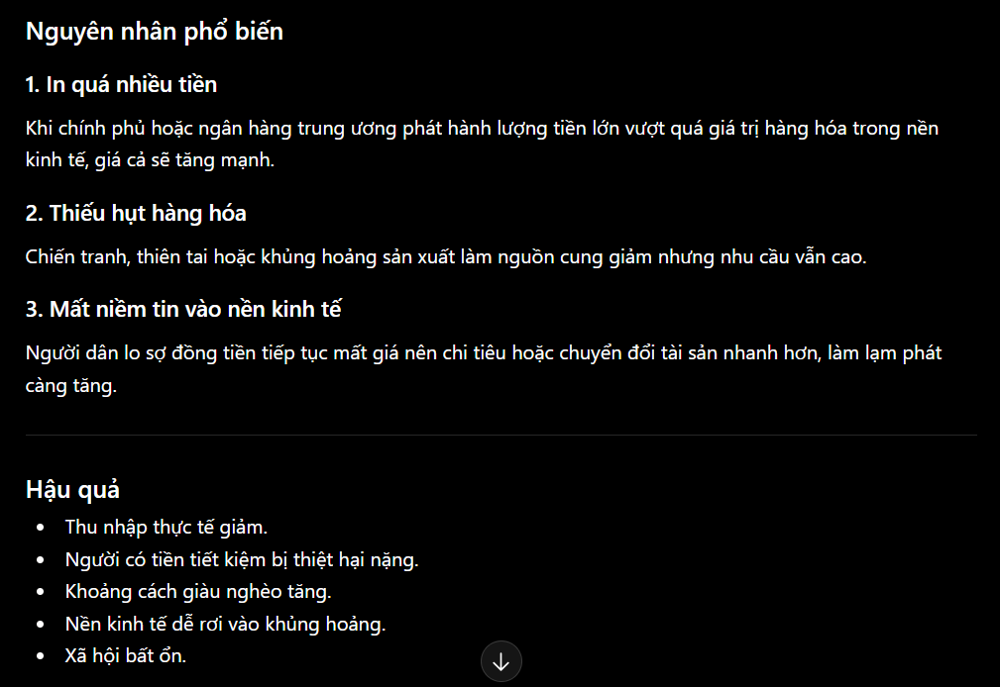 Nguyên nhân phổ biến
1. In quá nhiều tiền
Khi chính phủ hoặc ngân hàng trung ương phát hành lượng tiền lớn vượt quá giá trị hàng hóa trong nền
kinh tế, giá cả sẽ tăng mạnh.
2. Thiếu hụt hàng hóa
Chiến tranh, thiên tai hoặc khủng hoảng sản xuất làm nguồn cung giảm nhưng nhu cầu vẫn cao.
3. Mất niềm tin vào nền kinh tế
Người dân lo sợ đồng tiền tiếp tục mất giá nên chi tiêu hoặc chuyển đổi tài sản nhanh hơn, làm lạm phát
càng tăng.
Hậu quả
• Thu nhập thực tế giảm.
• Người có tiền tiết kiệm bị thiệt hại nặng.
• Khoảng cách giàu nghèo tăng.
• Nền kinh tế dễ rơi vào khủng hoảng.
• Xã hội bất ổn.